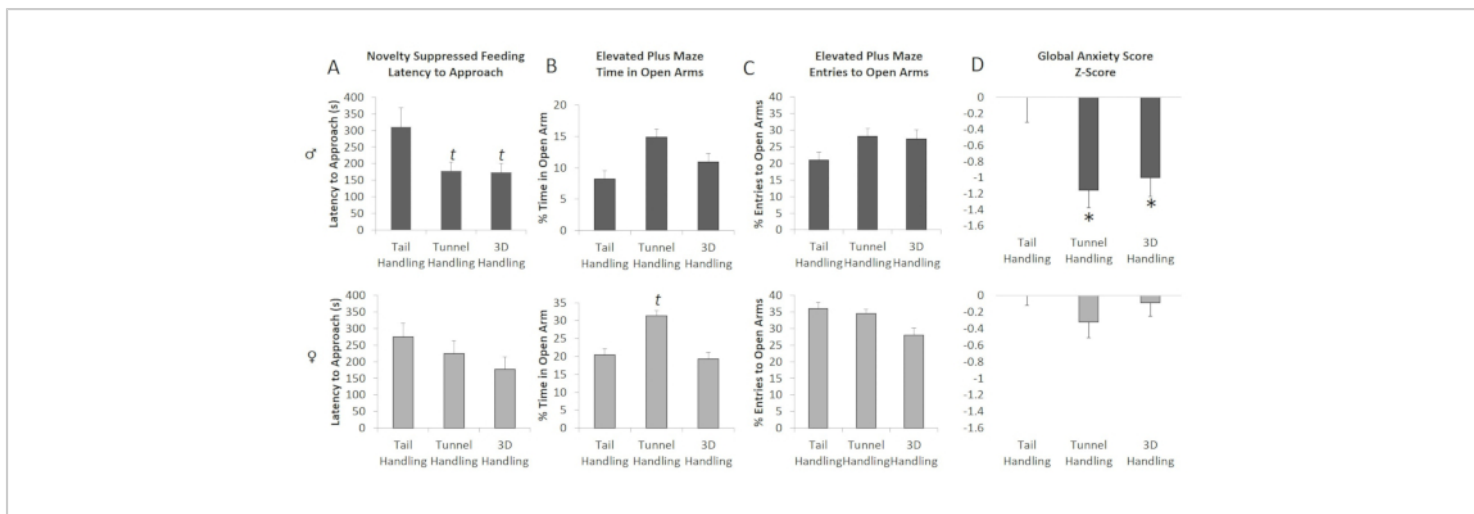 A
Novelty Suppressed Feeding
Latency to Approach
B
Elevated Plus Maze
Time in Open Arms
C
Elevated Plus Maze
Entries to Open Arms
D
Global Anxiety Score
Z-Score
♂
Latency to Approach (s)
400
350
300
250
200
150
100
50
0
t
t
Tail
Handling
Tunnel
Handling
3D
Handling
% Time in Open Arm
20
15
10
5
0
Tail
Handling
Tunnel
Handling
3D
Handling
% Entries to Open Arms
40
35
30
25
20
15
10
5
0
Tail
Handling
Tunnel
Handling
3D
Handling
0
-0.2
-0.4
-0.6
-0.8
-1
-1.2
-1.4
-1.6
*
*
Tail
Handling
Tunnel
Handling
3D
Handling
♀
Latency to Approach (s)
400
350
300
250
200
150
100
50
0
Tail
Handling
Tunnel
Handling
3D
Handling
% Time in Open Arm
35
30
25
20
15
10
5
0
t
Tail
Handling
Tunnel
Handling
3D
Handling
% Entries to Open Arms
40
35
30
25
20
15
10
5
0
Tail
Handling
Tunnel
Handling
3D
Handling
0
-0.2
-0.4
-0.6
-0.8
-1
-1.2
-1.4
-1.6
Tail
Handling
Tunnel
Handling
3D
Handling